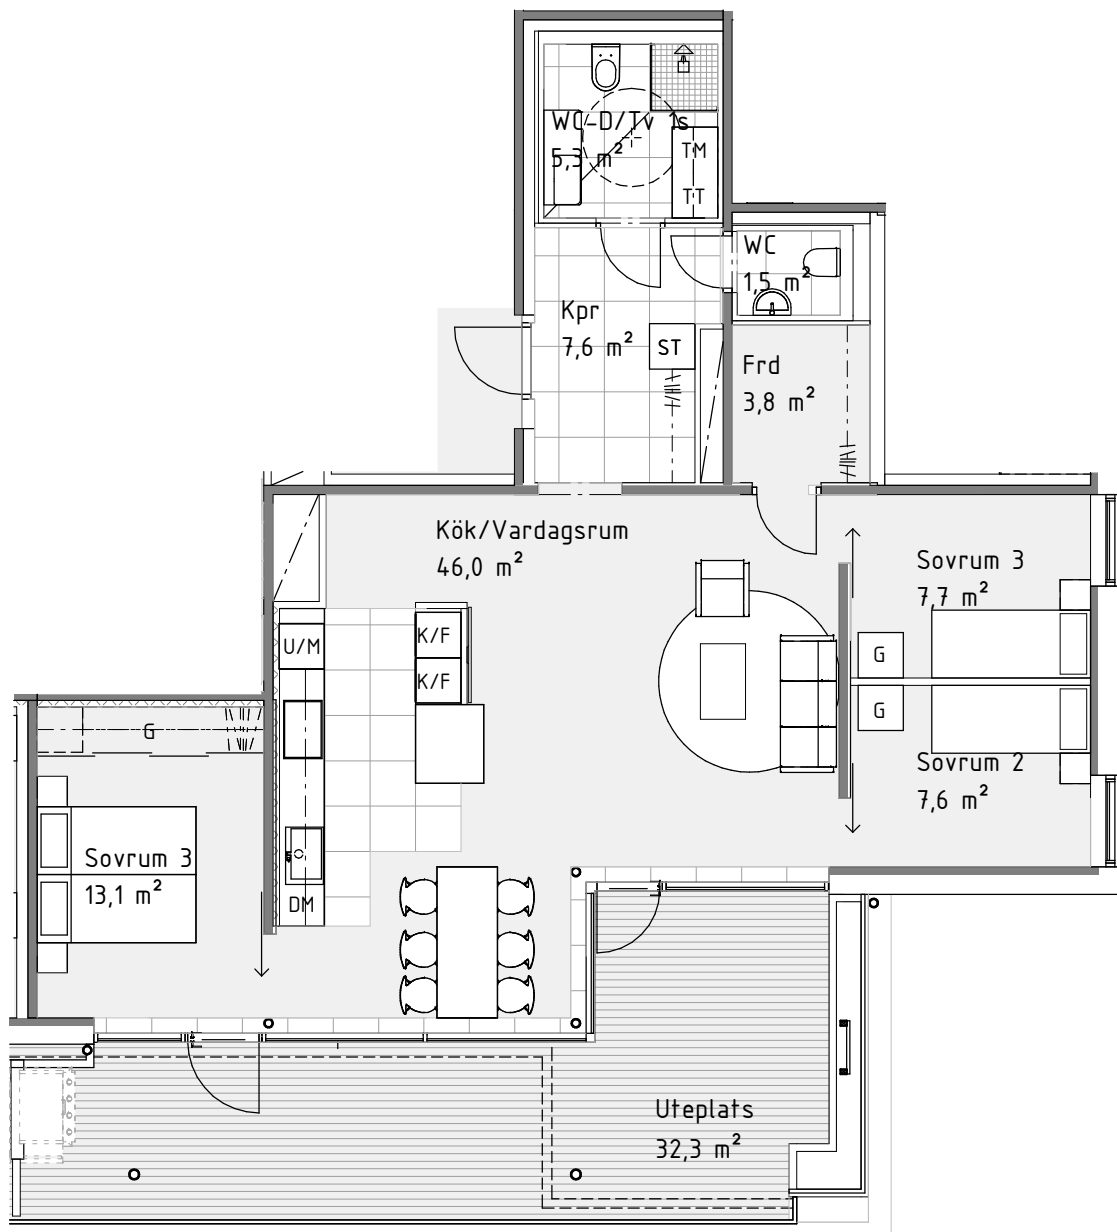 WC-D/Tv 1s
5,3 m²
TM
TT
WC
1,5 m²
Kpr
7,6 m²
ST
Frd
3,8 m²
Kök/Vardagsrum
46,0 m²
Sovrum 3
7,7 m²
U/M
K/F
K/F
G
G
G
Sovrum 2
7,6 m²
Sovrum 3
13,1 m²
DM
Uteplats
32,3 m²